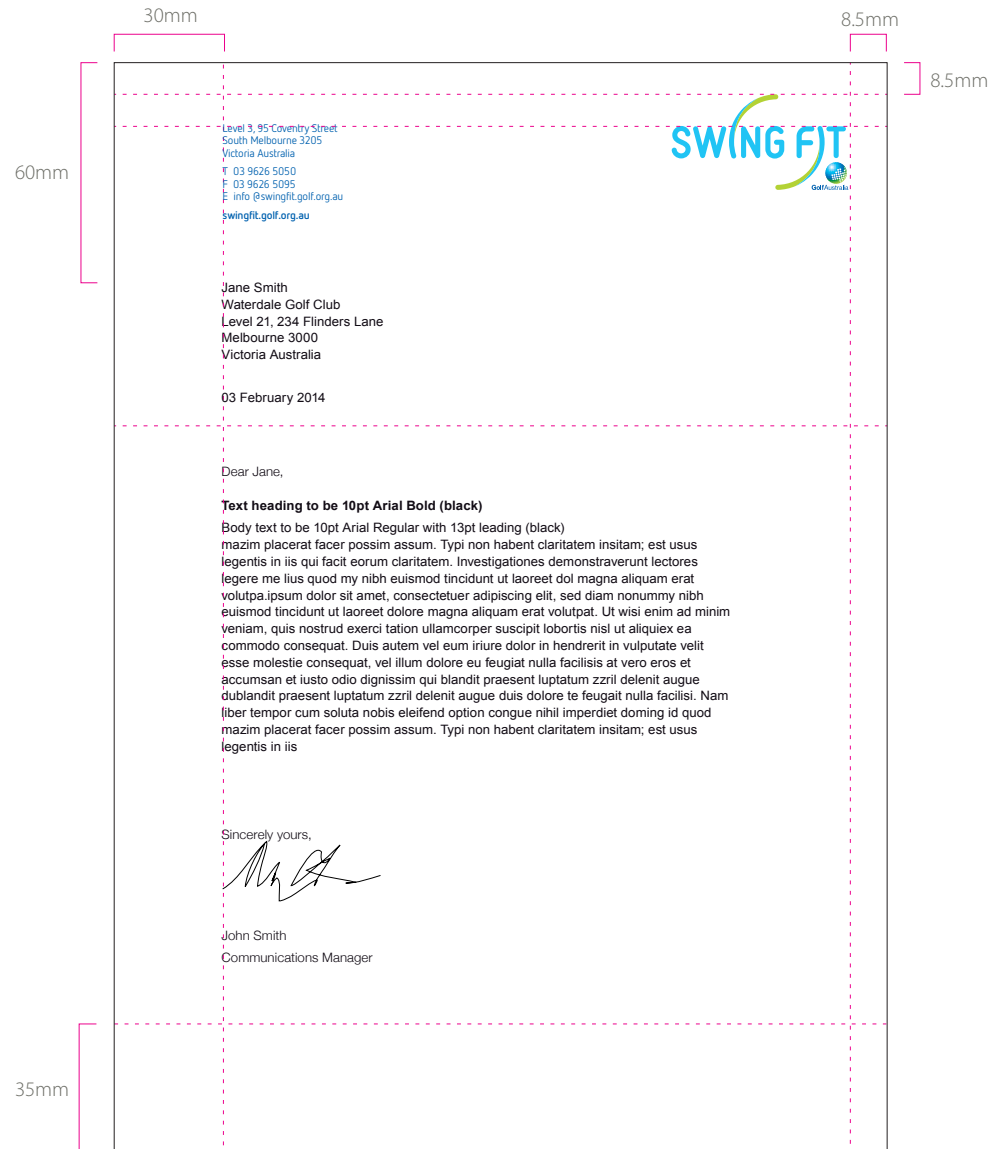 30mm
8.5mm
8.5mm
60mm
Level 3, 95 Coventry Street
South Melbourne 3205
Victoria Australia
T 03 9626 5050
F 03 9626 5095
E info @swingfit.golf.org.au
swingfit.golf.org.au
SWING FIT
GolfAustralia
Jane Smith
Waterdale Golf Club
Level 21, 234 Flinders Lane
Melbourne 3000
Victoria Australia
03 February 2014
Dear Jane,
Text heading to be 10pt Arial Bold (black)
Body text to be 10pt Arial Regular with 13pt leading (black)
mazim placerat facer possim assum. Typi non habent claritatem insitam; est usus
legentis in iis qui facit eorum claritatem. Investigationes demonstraverunt lectores
legere me lius quod my nibh euismod tincidunt ut laoreet dol magna aliquam erat
volutpa.ipsum dolor sit amet, consectetuer adipiscing elit, sed diam nonummy nibh
euismod tincidunt ut laoreet dolore magna aliquam erat volutpat. Ut wisi enim ad minim
veniam, quis nostrud exerci tation ullamcorper suscipit lobortis nisl ut aliquiex ea
commodo consequat. Duis autem vel eum iriure dolor in hendrerit in vulputate velit
esse molestie consequat, vel illum dolore eu feugiat nulla facilisis at vero eros et
accumsan et iusto odio dignissim qui blandit praesent luptatum zzril delenit augue
dublandit praesent luptatum zzril delenit augue duis dolore te feugait nulla facilisi. Nam
liber tempor cum soluta nobis eleifend option congue nihil imperdiet doming id quod
mazim placerat facer possim assum. Typi non habent claritatem insitam; est usus
legentis in iis
Sincerely yours,
John Smith
Communications Manager
35mm